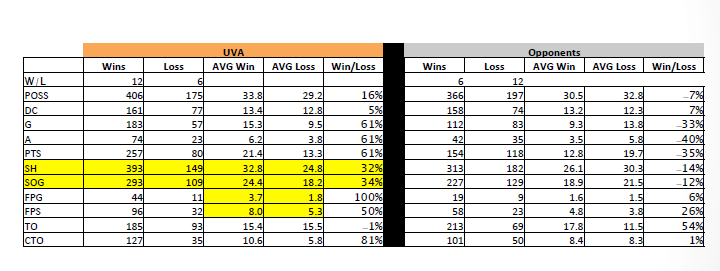 UVA Opponents
Wins Loss AVG Win AVG Loss Win/Loss Wins Loss AVG Win AVG Loss Win/Loss
W/L 12 6 6 12
POSS 406 175 33.8 29.2 16% 366 197 30.5 32.8 -7%
DC 161 77 13.4 12.8 5% 158 74 13.2 12.3 7%
G 183 57 15.3 9.5 61% 112 83 9.3 13.8 -33%
A 74 23 6.2 3.8 61% 42 35 3.5 5.8 -40%
PTS 257 80 21.4 13.3 61% 154 118 12.8 19.7 -35%
SH 393 149 32.8 24.8 32% 313 182 26.1 30.3 -14%
SOG 293 109 24.4 18.2 34% 227 129 18.9 21.5 -12%
FPG 44 11 3.7 1.8 100% 19 9 1.6 1.5 6%
FPS 96 32 8.0 5.3 50% 58 23 4.8 3.8 26%
TO 185 93 15.4 15.5 -1% 213 69 17.8 11.5 54%
CTO 127 35 10.6 5.8 81% 101 50 8.4 8.3 1%